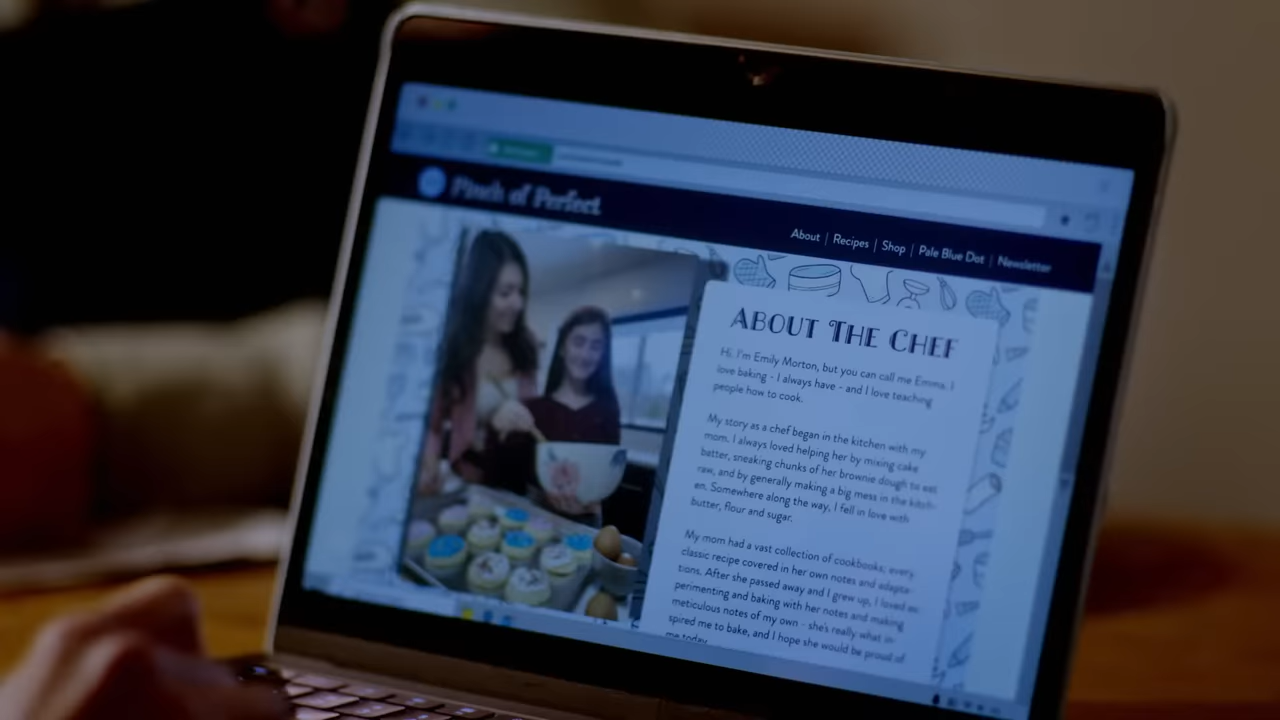 Pinch of Perfect
About | Recipes | Shop | Pale Blue Dot | Newsletter
ABOUT THE CHEF
Hi, I'm Emily Morton, but you can call me Emma. I
love baking - I always have - and I love teaching
people how to cook.
My story as a chef began in the kitchen with my
mom. I always loved helping her by mixing cake
batter, sneaking chunks of her brownie dough to eat
raw, and by generally making a big mess in the kitch-
en. Somewhere along the way, I fell in love with
butter, flour and sugar.
My mom had a vast collection of cookbooks; every
classic recipe covered in her own notes and adapta-
tions. After she passed away and I grew up, I loved ex-
perimenting and baking with her notes and making
meticulous notes of my own - she's really what in-
spired me to bake, and I hope she would be proud of
me today.